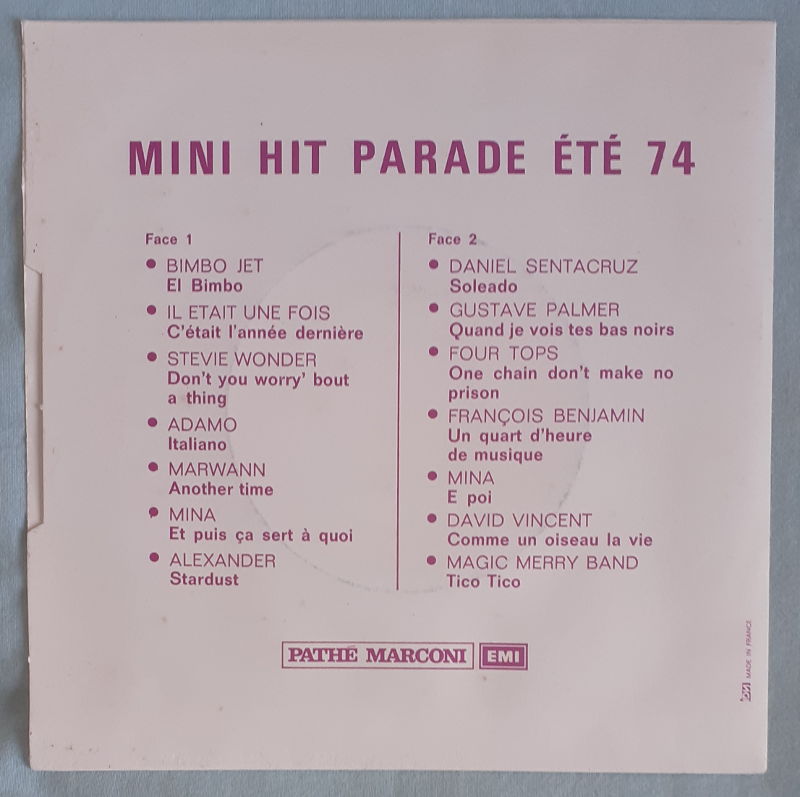 MINI HIT PARADE ÉTÉ 74
Face 1
• BIMBO JET
El Bimbo
• IL ETAIT UNE FOIS
C'était l'année dernière
• STEVIE WONDER
Don't you worry' bout
a thing
• ADAMO
Italiano
• MARWANN
Another time
• MINA
Et puis ça sert à quoi
• ALEXANDER
Stardust
Face 2
• DANIEL SENTACRUZ
Soleado
• GUSTAVE PALMER
Quand je vois tes bas noirs
• FOUR TOPS
One chain don't make no
prison
• FRANÇOIS BENJAMIN
Un quart d'heure
de musique
• MINA
E poi
• DAVID VINCENT
Comme un oiseau la vie
• MAGIC MERRY BAND
Tico Tico
PATHÉ MARCONI EMI
MADE IN FRANCE